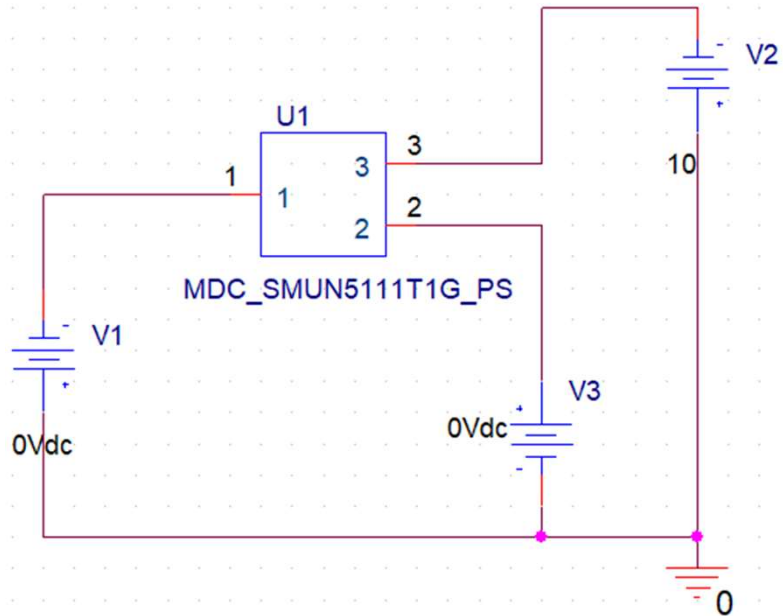 V2
-
+
10
U1
1
1
3
3
2
2
MDC_SMUN5111T1G_PS
V1
-
+
0Vdc
V3
+
-
0Vdc
0